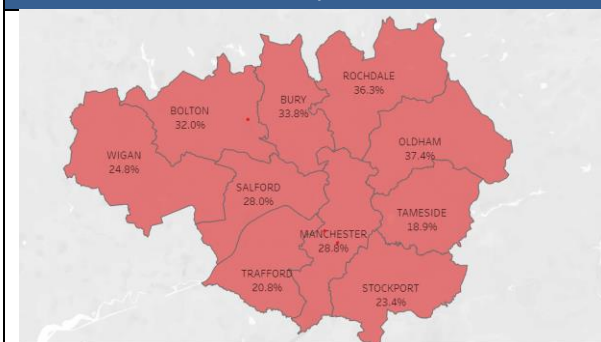 ROCHDALE
36.3%
BURY
33.8%
BOLTON
32.0%
OLDHAM
37.4%
WIGAN
24.8%
SALFORD
28.0%
TAMESIDE
18.9%
MANCHESTER
28.8%
TRAFFORD
20.8%
STOCKPORT
23.4%